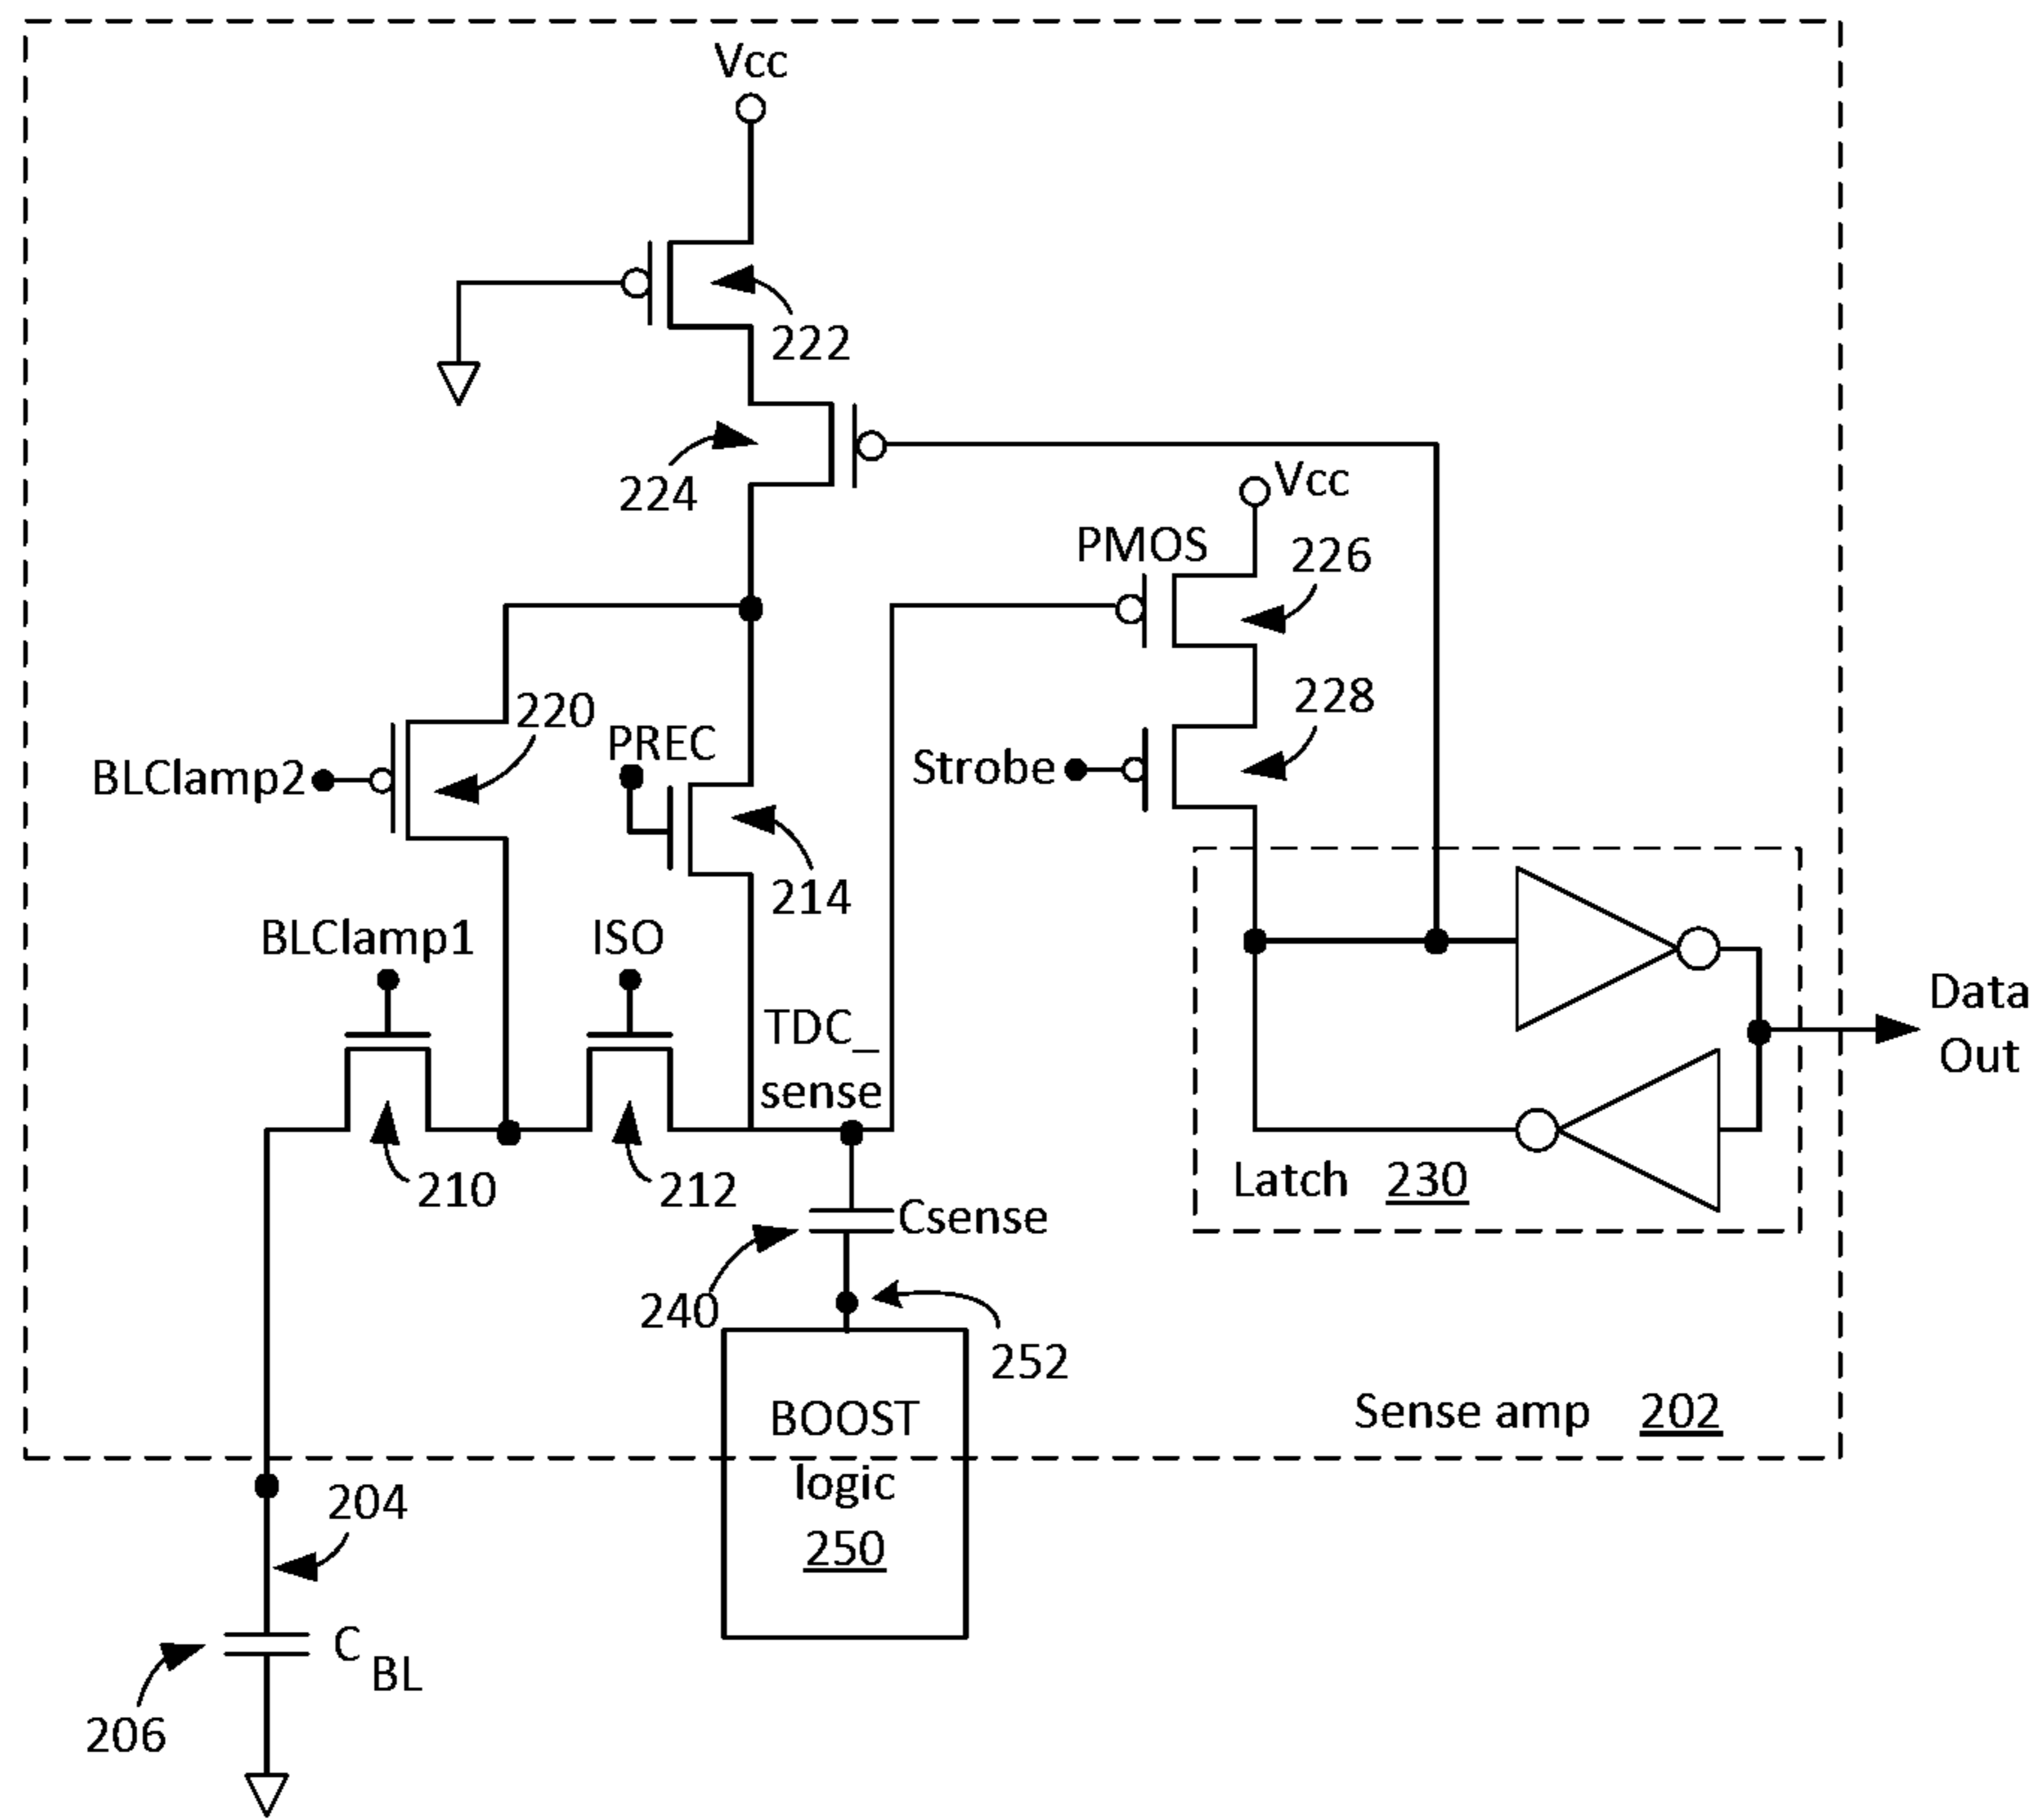 Vcc
222
224
Vcc
PMOS
226
228
220
PREC
BLClamp2
Strobe
214
BLClamp1
ISO
TDC_
sense
Data
Out
210
212
Latch 230
Csense
240
252
BOOST
logic
250
Sense amp 202
204
C BL
206